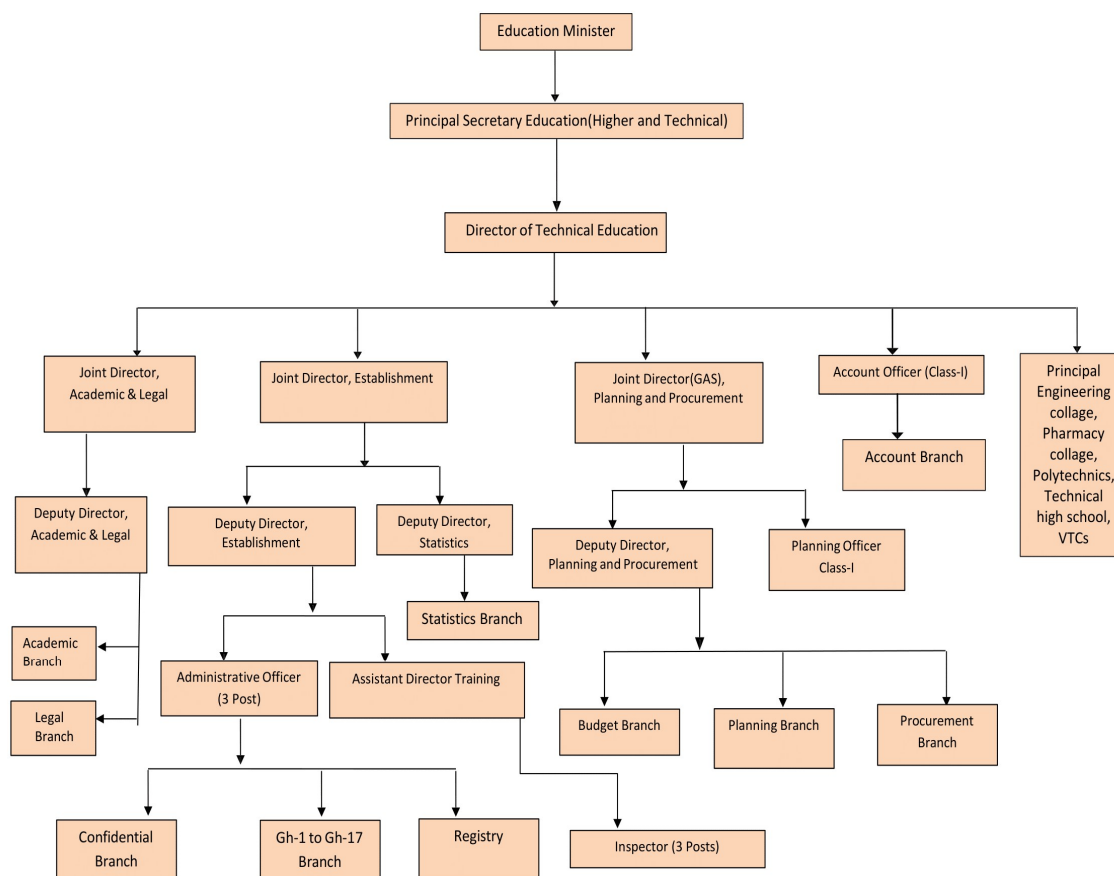 Education Minister
Principal Secretary Education(Higher and Technical)
Director of Technical Education
Joint Director,
Academic & Legal
Joint Director, Establishment
Joint Director(GAS),
Planning and Procurement
Account Officer (Class-I)
Principal
Engineering
collage,
Pharmacy
collage,
Polytechnics,
Technical
high school,
VTCs
Account Branch
Deputy Director,
Academic & Legal
Deputy Director,
Establishment
Deputy Director,
Statistics
Deputy Director,
Planning and Procurement
Planning Officer
Class-I
Statistics Branch
Academic
Branch
Legal
Branch
Administrative Officer
(3 Post)
Assistant Director Training
Budget Branch
Planning Branch
Procurement
Branch
Confidential
Branch
Gh-1 to Gh-17
Branch
Registry
Inspector (3 Posts)